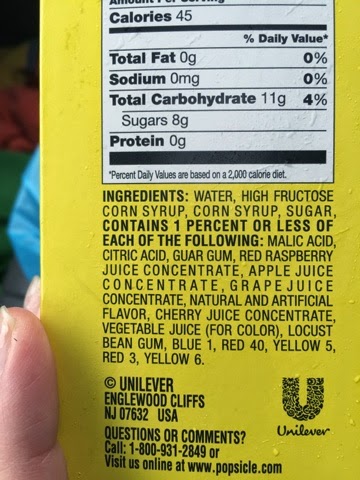 Amount Per Serving
Calories 45
% Daily Value*
Total Fat 0g 0%
Sodium 0mg 0%
Total Carbohydrate 11g 4%
Sugars 8g
Protein 0g
*Percent Daily Values are based on a 2,000 calorie diet.
INGREDIENTS: WATER, HIGH FRUCTOSE
CORN SYRUP, CORN SYRUP, SUGAR,
CONTAINS 1 PERCENT OR LESS OF
EACH OF THE FOLLOWING: MALIC ACID,
CITRIC ACID, GUAR GUM, RED RASPBERRY
JUICE CONCENTRATE, APPLE JUICE
CONCENTRATE, GRAPE JUICE
CONCENTRATE, NATURAL AND ARTIFICIAL
FLAVOR, CHERRY JUICE CONCENTRATE,
VEGETABLE JUICE (FOR COLOR), LOCUST
BEAN GUM, BLUE 1, RED 40, YELLOW 5,
RED 3, YELLOW 6.
© UNILEVER
ENGLEWOOD CLIFFS
NJ 07632 USA
Unilever
QUESTIONS OR COMMENTS?
Call: 1-800-931-2849 or
Visit us online at www.popsicle.com